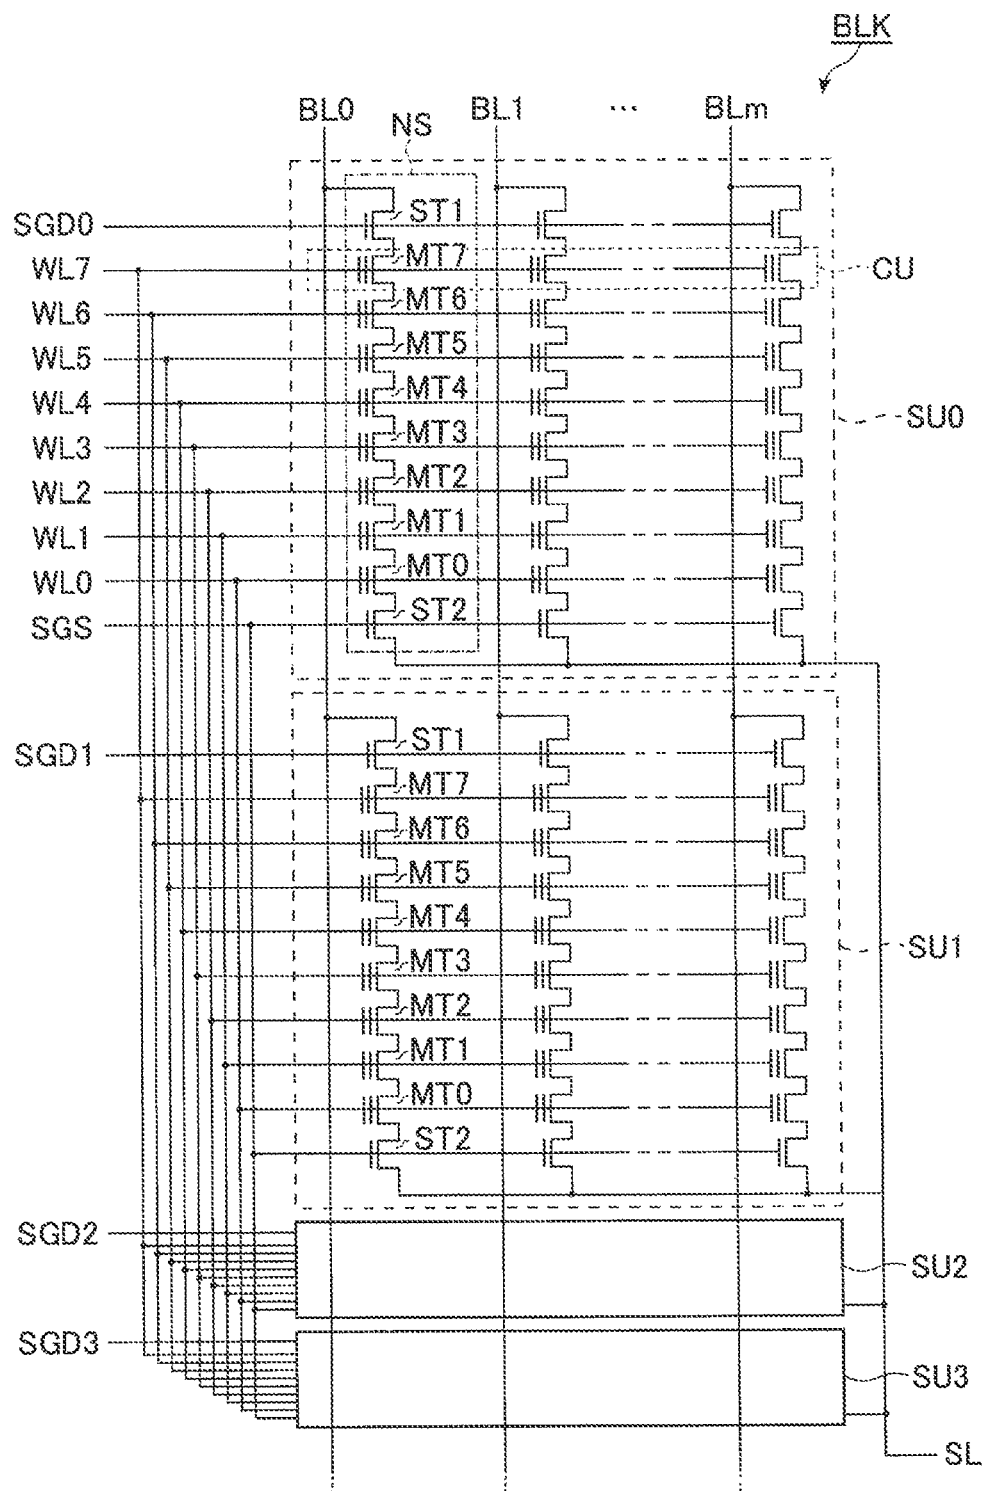 BLK
BL0 NS BL1 ... BLm
SGD0 ST1
WL7 MT7 CU
WL6 MT6
WL5 MT5
WL4 MT4 SU0
WL3 MT3
WL2 MT2
WL1 MT1
WL0 MT0
SGS ST2
SGD1 ST1
MT7
MT6
MT5
MT4
MT3 SU1
MT2
MT1
MT0
ST2
SGD2 SU2
SGD3 SU3
SL